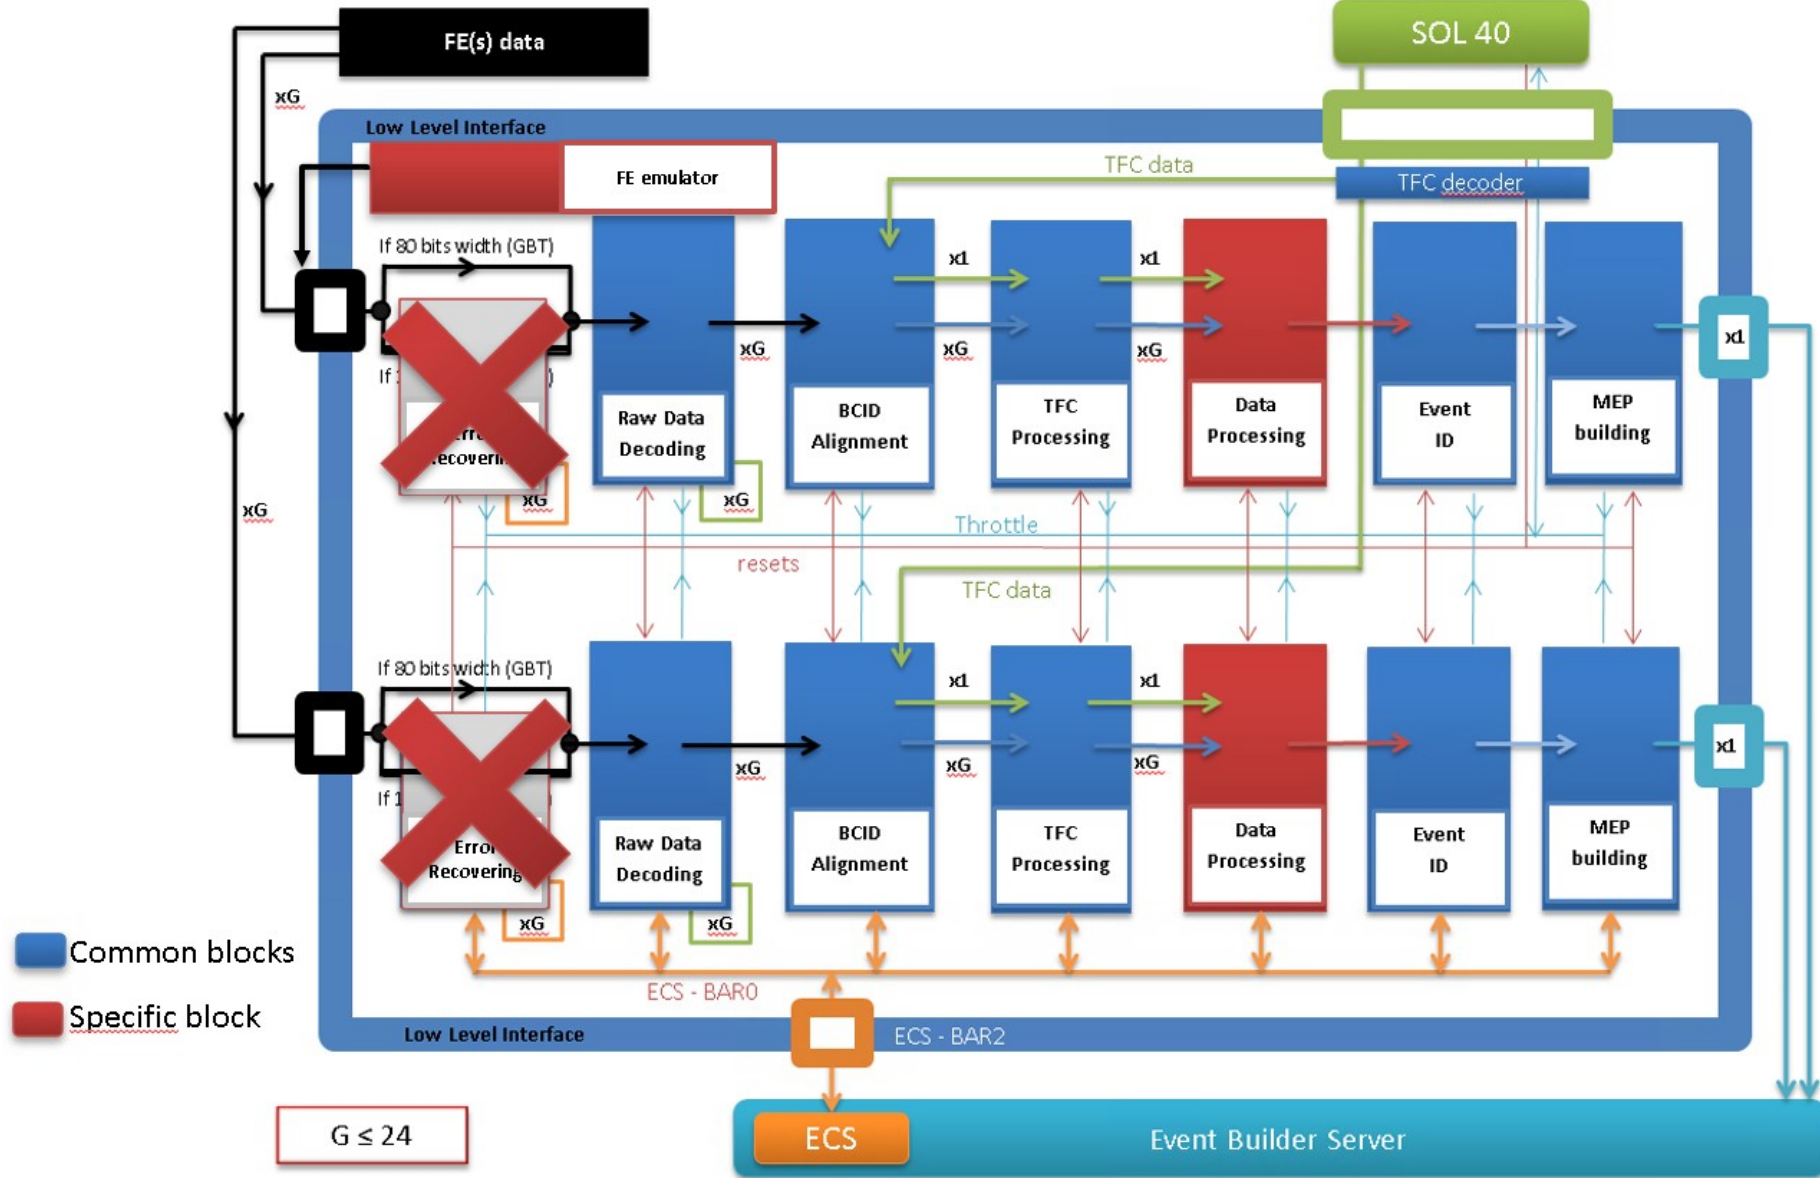 FE(s) data
SOL 40
xG
Low Level Interface
FE emulator
TFC data
TFC decoder
If 80 bits width (GBT)
x1
x1
xG
xG
xG
x1
If
)
Raw Data
Decoding
BCID
Alignment
TFC
Processing
Data
Processing
Event
ID
MEP
building
xG
xG
xG
Throttle
resets
TFC data
If 80 bits width (GBT)
x1
x1
xG
xG
xG
x1
If 1
Error
Recovering
Raw Data
Decoding
BCID
Alignment
TFC
Processing
Data
Processing
Event
ID
MEP
building
xG
xG
Common blocks
Specific block
ECS - BAR0
Low Level Interface
ECS - BAR2
G ≤ 24
ECS
Event Builder Server